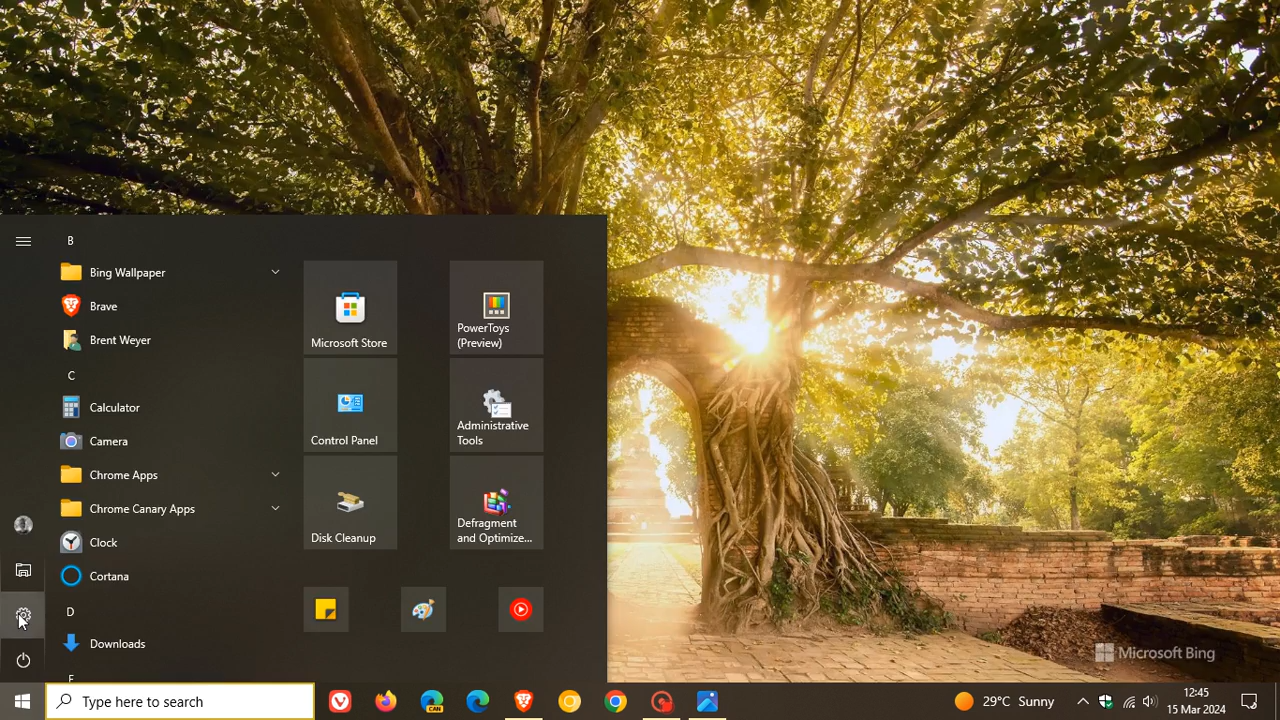 B
Bing Wallpaper
Brave
Brent Weyer
C
Calculator
Camera
Chrome Apps
Chrome Canary Apps
Clock
Cortana
D
Downloads
Microsoft Store
PowerToys
(Preview)
Control Panel
Administrative
Tools
Disk Cleanup
Defragment
and Optimize...
Microsoft Bing
Type here to search
CAN
29°C Sunny
12:45
15 Mar 2024